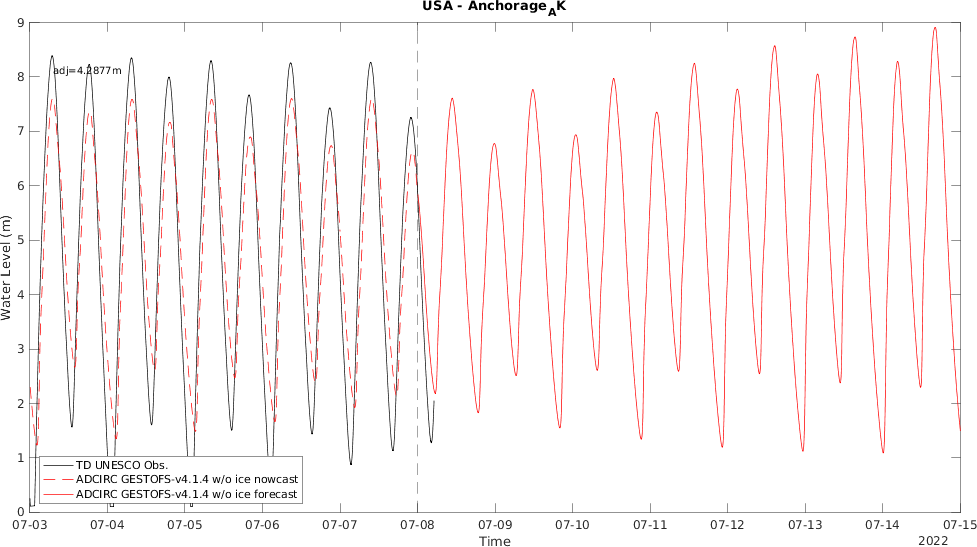 USA - Anchorage_AK
9
8
7
6
5
4
3
2
1
0
adj=4.2877m
Water Level (m)
TD UNESCO Obs.
ADCIRC GESTOFS-v4.1.4 w/o ice nowcast
ADCIRC GESTOFS-v4.1.4 w/o ice forecast
07-03 07-04 07-05 07-06 07-07 07-08 07-09 07-10 07-11 07-12 07-13 07-14 07-15
Time
2022